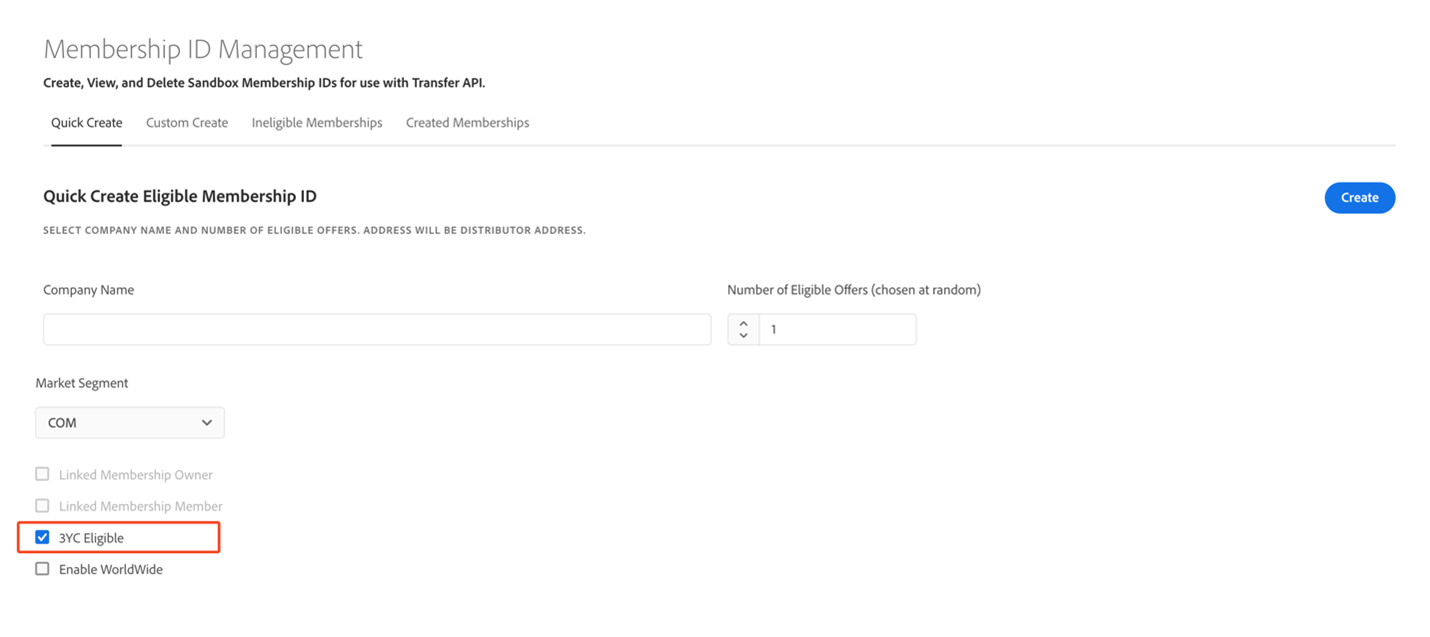 Membership ID Management
Create, View, and Delete Sandbox Membership IDs for use with Transfer API.
Quick Create Custom Create Ineligible Memberships Created Memberships
Quick Create Eligible Membership ID
Create
SELECT COMPANY NAME AND NUMBER OF ELIGIBLE OFFERS. ADDRESS WILL BE DISTRIBUTOR ADDRESS.
Company Name
Number of Eligible Offers (chosen at random)
1
Market Segment
COM
Linked Membership Owner
Linked Membership Member
3YC Eligible
Enable WorldWide